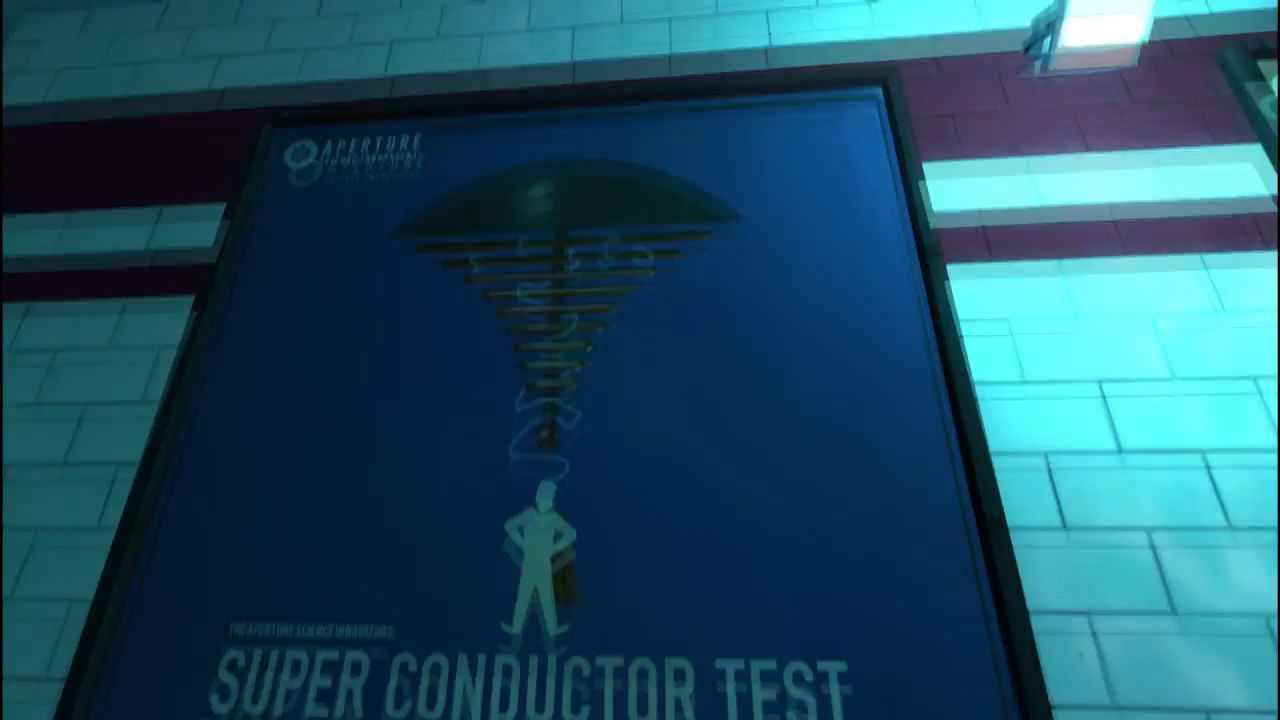 APERTURE
THE APERTURE SCIENCE INNOVATORS:
SUPER CONDUCTOR TEST